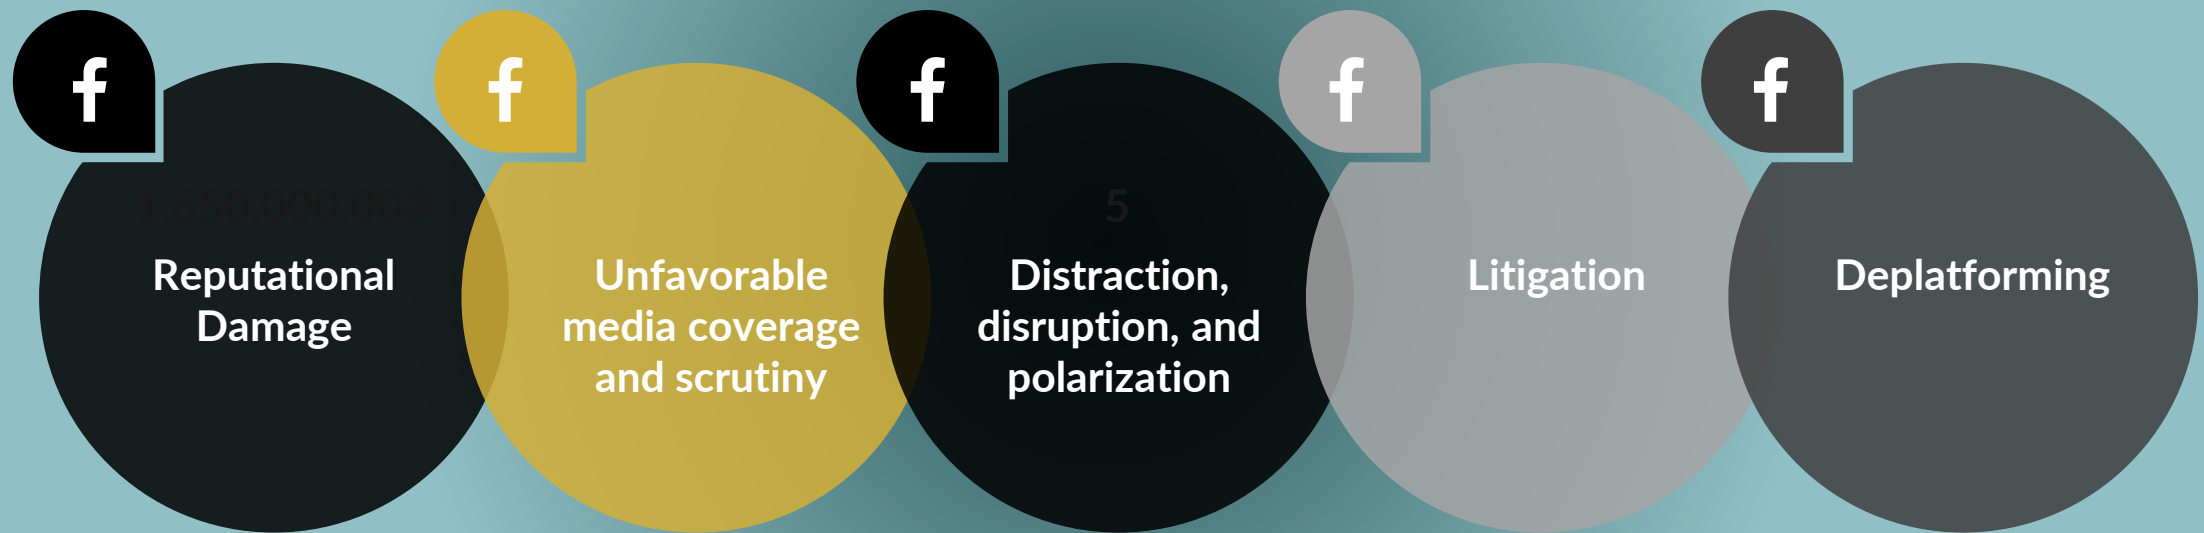 f
f
f
f
f
1,650,000,000
Reputational
Damage
Unfavorable
media coverage
and scrutiny
5
Distraction,
disruption, and
polarization
Litigation
Deplatforming